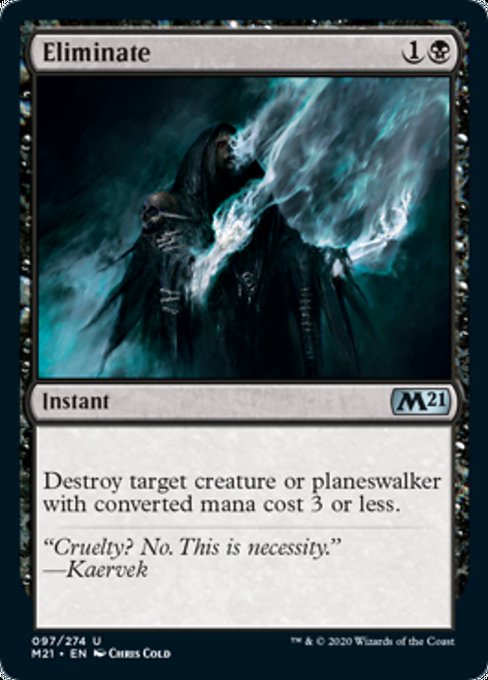 Eliminate 1
Instant M21
Destroy target creature or planeswalker
with converted mana cost 3 or less.
“Cruelty? No. This is necessity.”
—Kaervek
097/274 U ™ & © 2020 Wizards of the Coast
M21 • EN Chris Cold